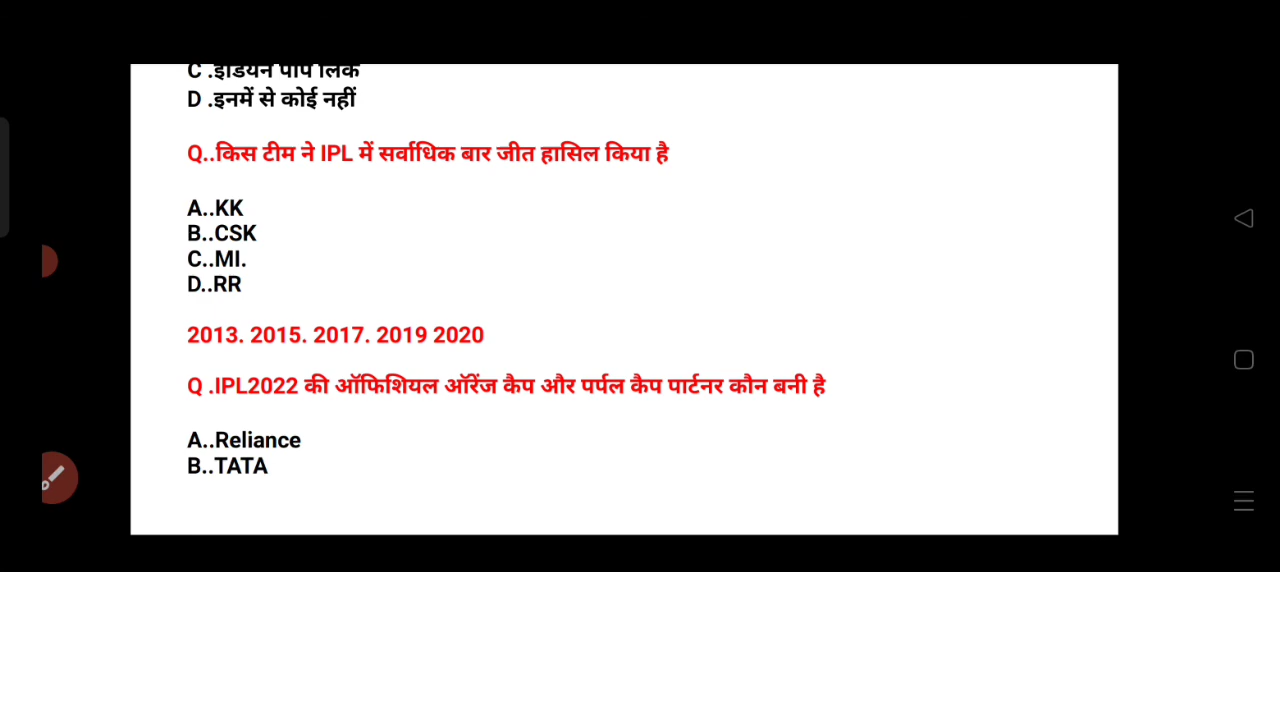 C .इंडियन पॉप लिक
D .इनमें से कोई नहीं
Q..किस टीम ने IPL में सर्वाधिक बार जीत हासिल किया है
A..KK
B..CSK
C..MI.
D..RR
2013. 2015. 2017. 2019 2020
Q .IPL2022 की ऑफिशियल ऑरेंज कैप और पर्पल कैप पार्टनर कौन बनी है
A..Reliance
B..TATA